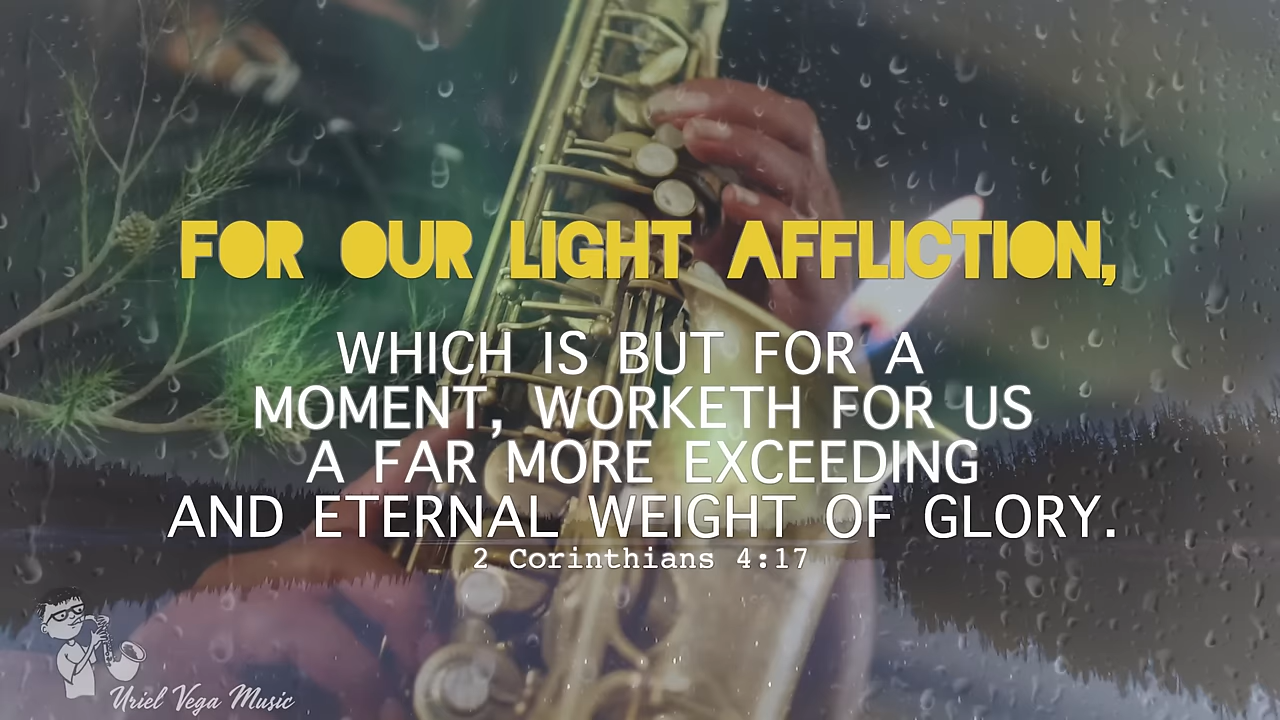 FOR OUR LIGHT AFFLICTION,
WHICH IS BUT FOR A
MOMENT, WORKETH FOR US
A FAR MORE EXCEEDING
AND ETERNAL WEIGHT OF GLORY.
2 Corinthians 4:17
Uriel Vega Music